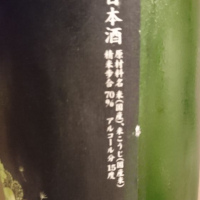 日本酒
原材料名 米(国産)、米こうじ(国産米)
精米歩合 70% アルコール分 15度